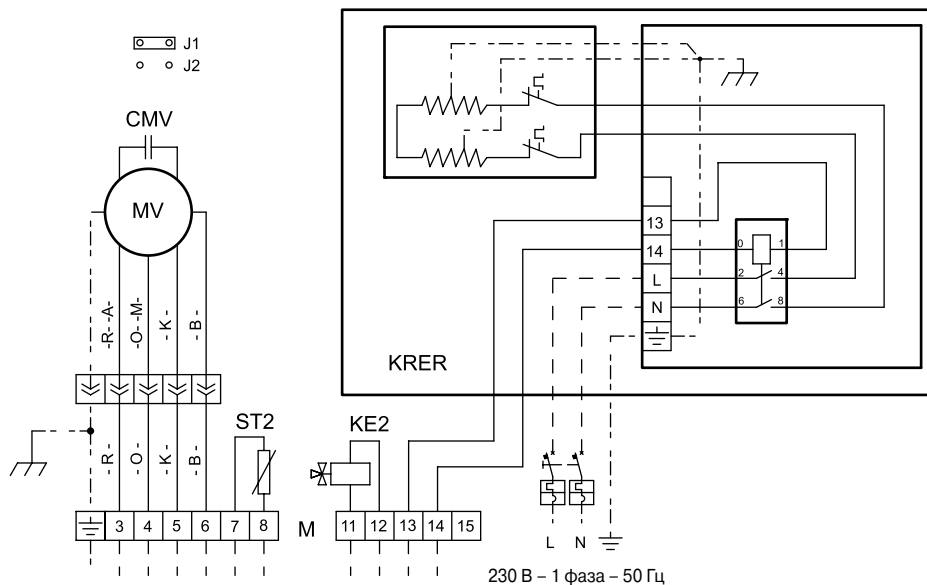 J1
J2
CMV
MV
-R- -A-
-O- -M-
- K -
- B -
- R -
- O -
- K -
- B -
ST2
3 4 5 6 7 8
M
KE2
11 12 13 14 15
KRER
13
14
L
N
0 1
2 4
6 8
L N
230 В – 1 фаза – 50 Гц